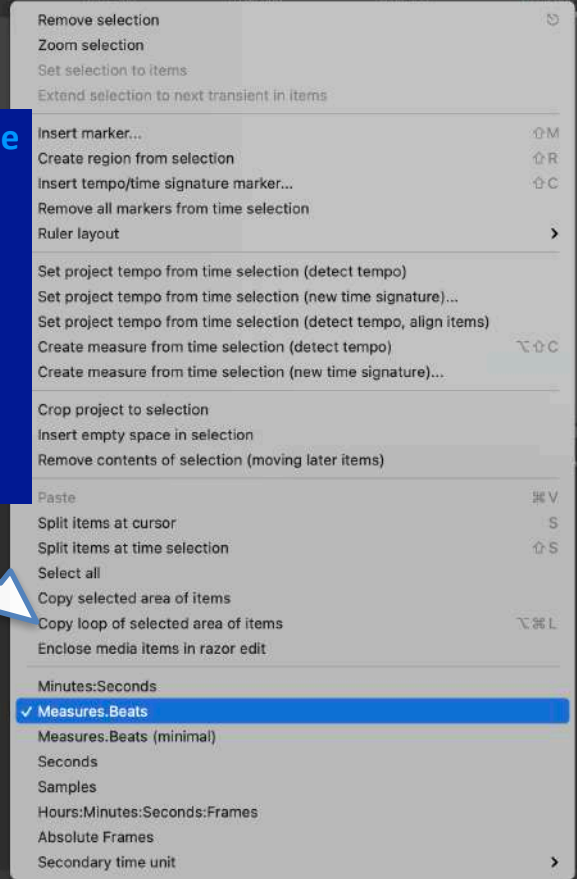 Remove selection ⎋
Zoom selection
Set selection to items
Extend selection to next transient in items
e
Insert marker... ⇧M
Create region from selection ⇧R
Insert tempo/time signature marker... ⇧C
Remove all markers from time selection
Ruler layout >
Set project tempo from time selection (detect tempo)
Set project tempo from time selection (new time signature)...
Set project tempo from time selection (detect tempo, align items)
Create measure from time selection (detect tempo) ⌥⇧C
Create measure from time selection (new time signature)...
Crop project to selection
Insert empty space in selection
Remove contents of selection (moving later items)
Paste ⌘V
Split items at cursor S
Split items at time selection ⇧S
Select all
Copy selected area of items
Copy loop of selected area of items ⌥⌘L
Enclose media items in razor edit
Minutes:Seconds
✓ Measures.Beats
Measures.Beats (minimal)
Seconds
Samples
Hours:Minutes:Seconds:Frames
Absolute Frames
Secondary time unit >